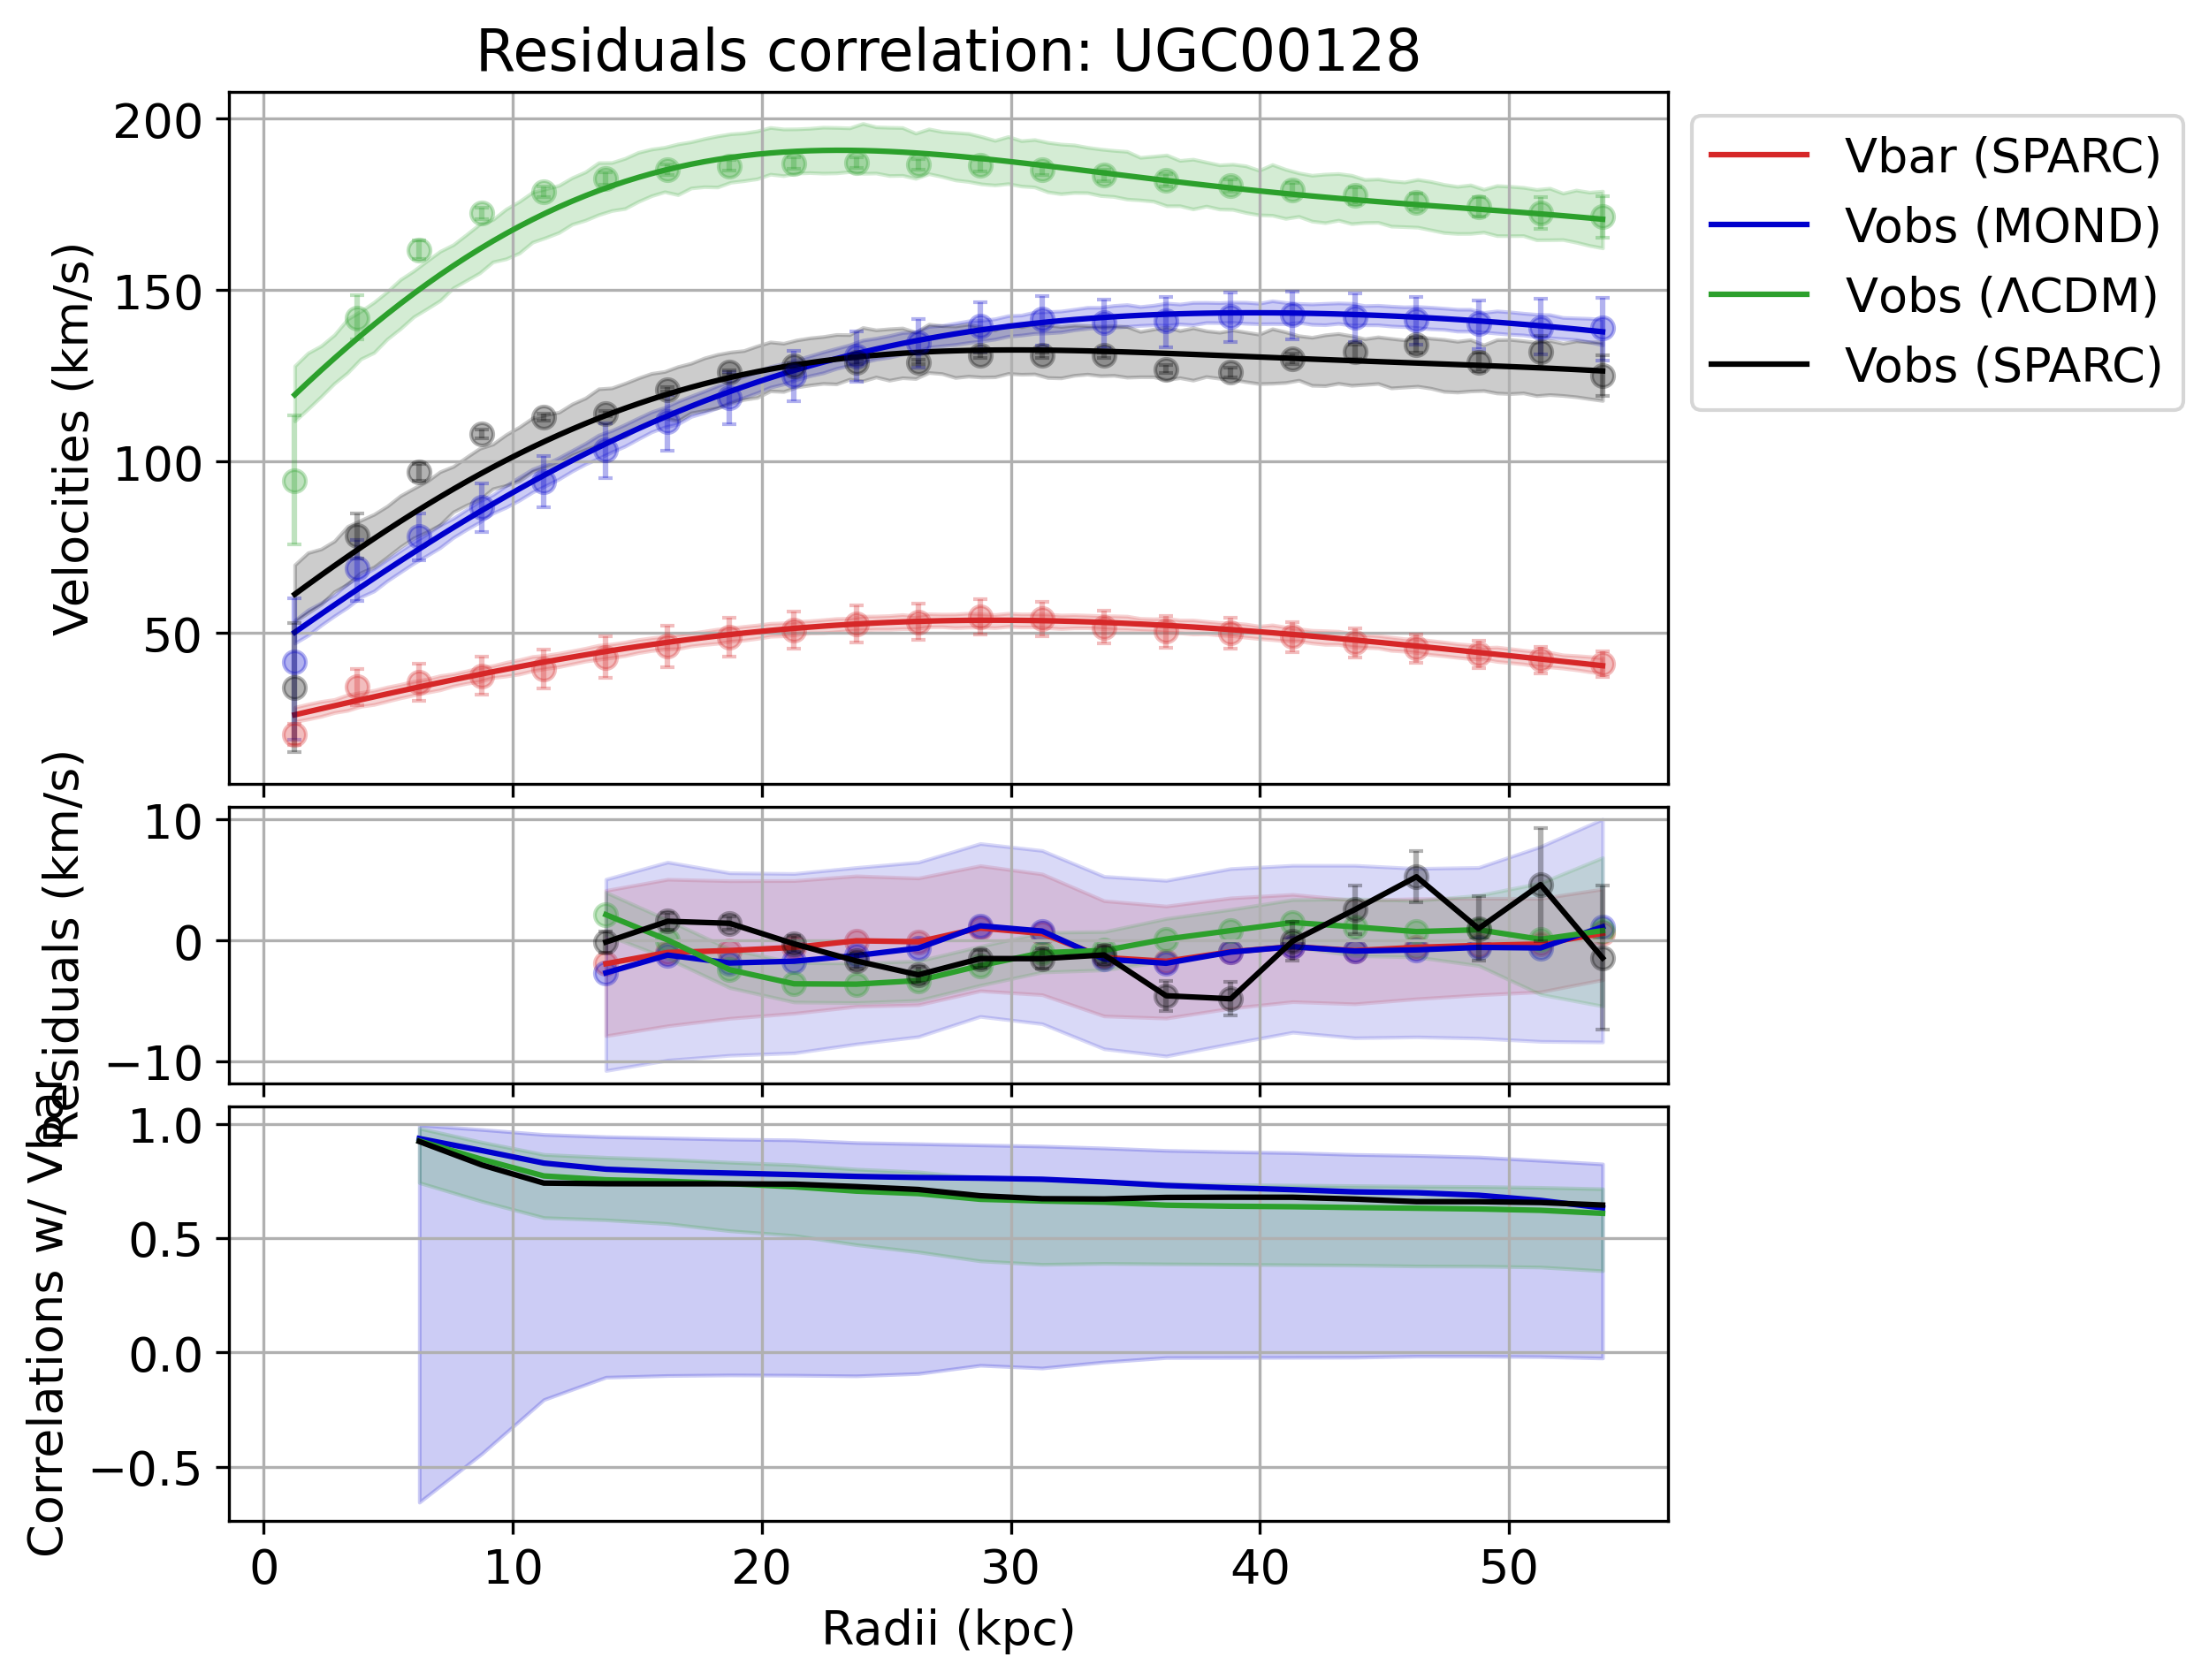 Residuals correlation: UGC00128
200
150
100
50
Velocities (km/s)
Vbar (SPARC)
Vobs (MOND)
Vobs (ΛCDM)
Vobs (SPARC)
10
0
−10
Residuals (km/s)
1.0
0.5
0.0
−0.5
Correlations w/ Vbar
0 10 20 30 40 50
Radii (kpc)